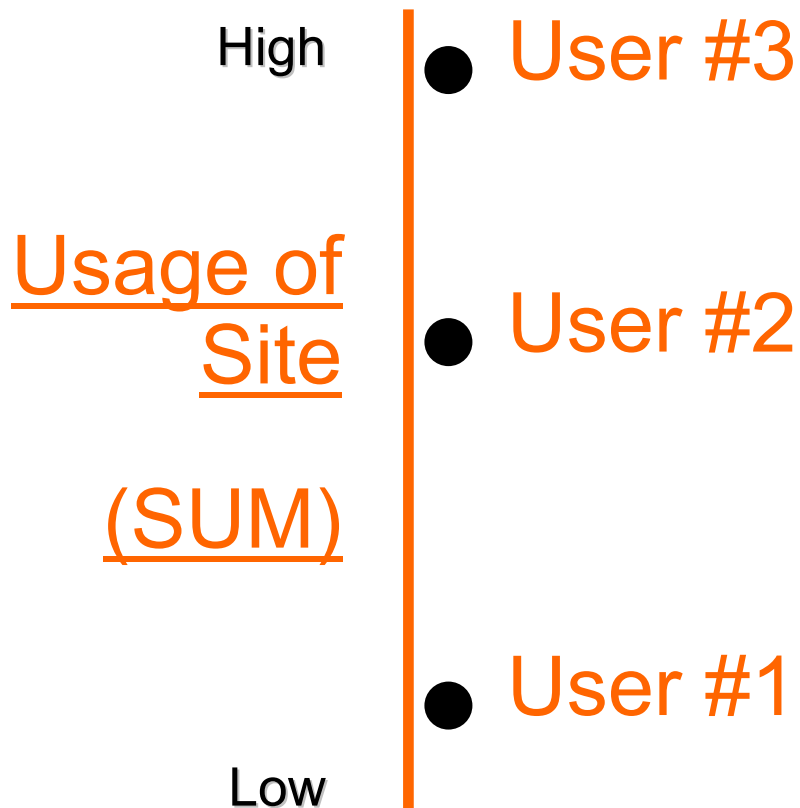 High
User #3
Usage of
Site
User #2
(SUM)
User #1
Low